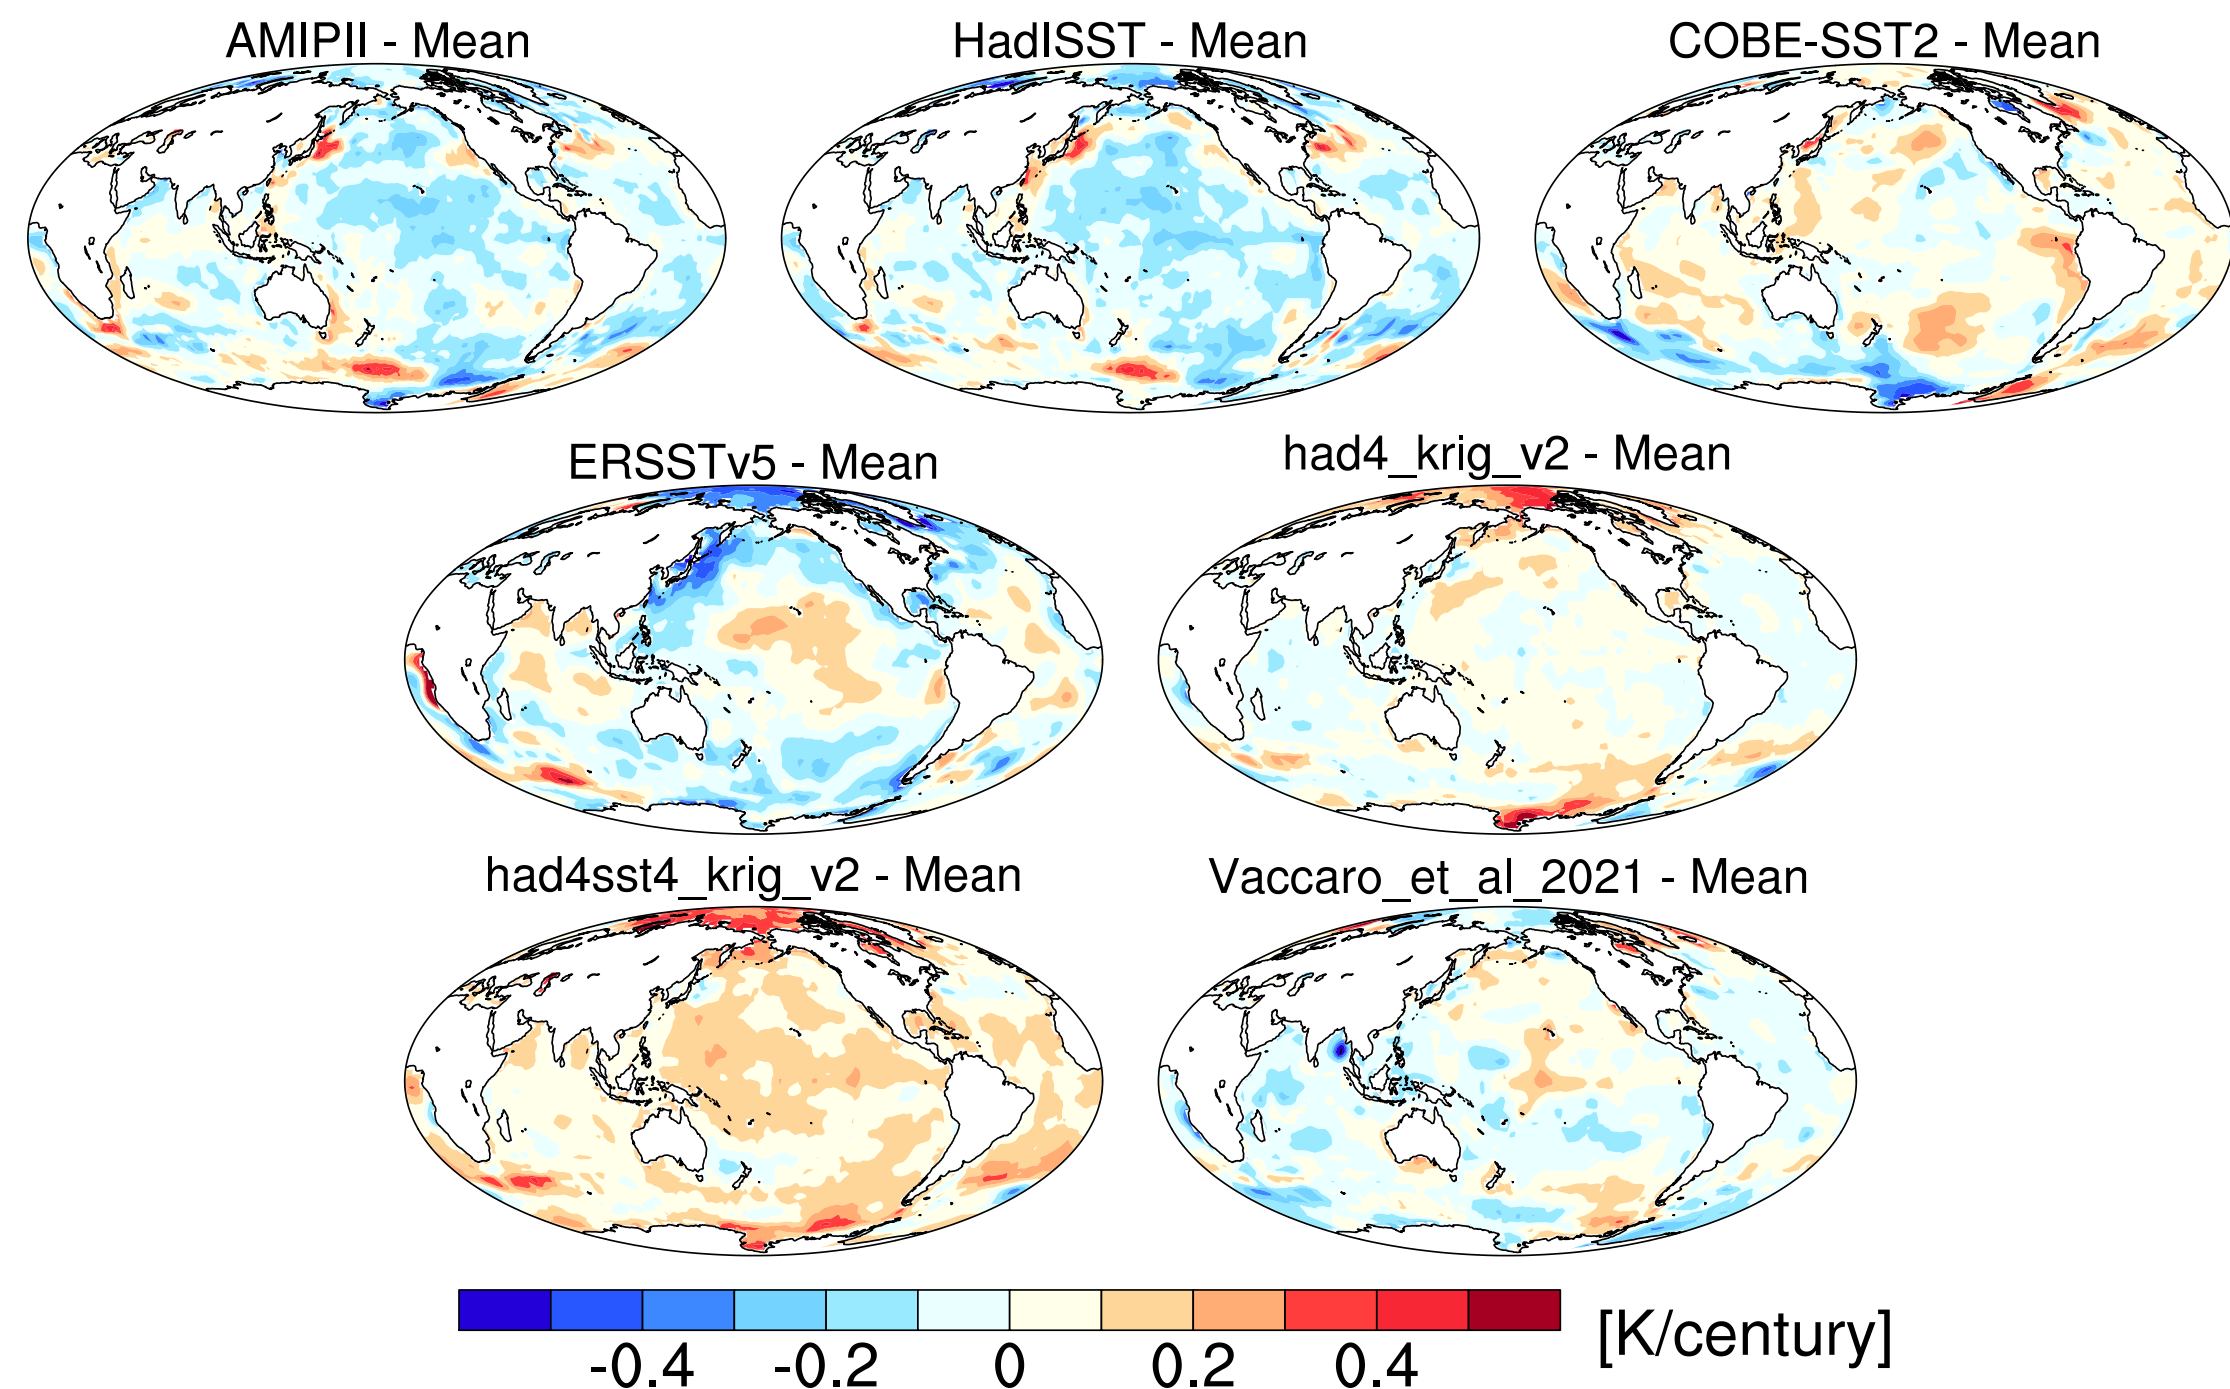 AMIPII - Mean
HadISST - Mean
COBE-SST2 - Mean
ERSSTv5 - Mean
had4_krig_v2 - Mean
had4sst4_krig_v2 - Mean
Vaccaro_et_al_2021 - Mean
-0.4 -0.2 0 0.2 0.4
[K/century]